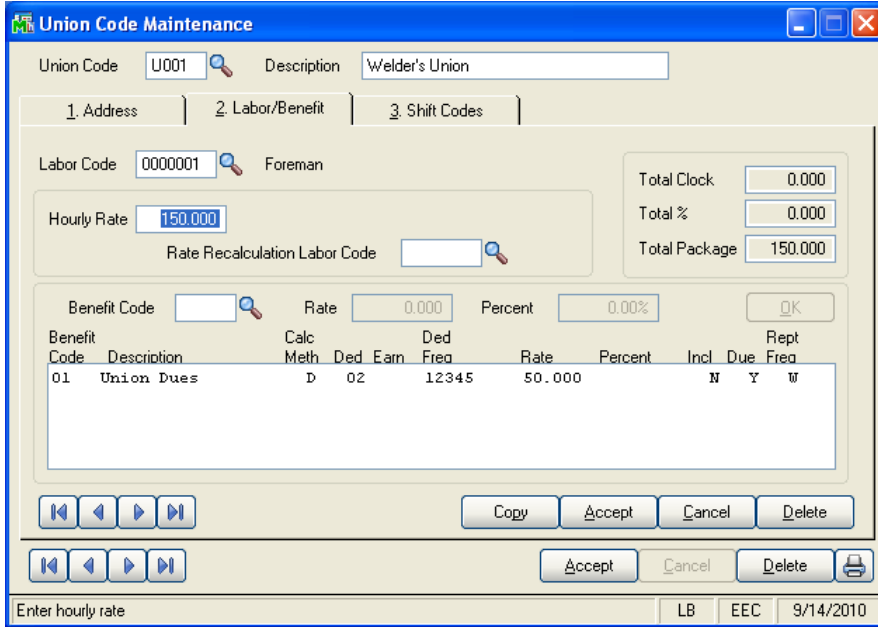 Union Code Maintenance
Union Code U001 Description Welder's Union
1. Address 2. Labor/Benefit 3. Shift Codes
Labor Code 0000001 Foreman
Total Clock 0.000
Hourly Rate 150.000
Total % 0.000
Rate Recalculation Labor Code
Total Package 150.000
Benefit Code Rate 0.000 Percent 0.00% OK
Benefit Calc Ded Rept
Code Description Meth Ded Earn Freq Rate Percent Incl Due Freq
01 Union Dues D 02 12345 50.000 N Y W
Copy Accept Cancel Delete
Accept Cancel Delete
Enter hourly rate LB EEC 9/14/2010